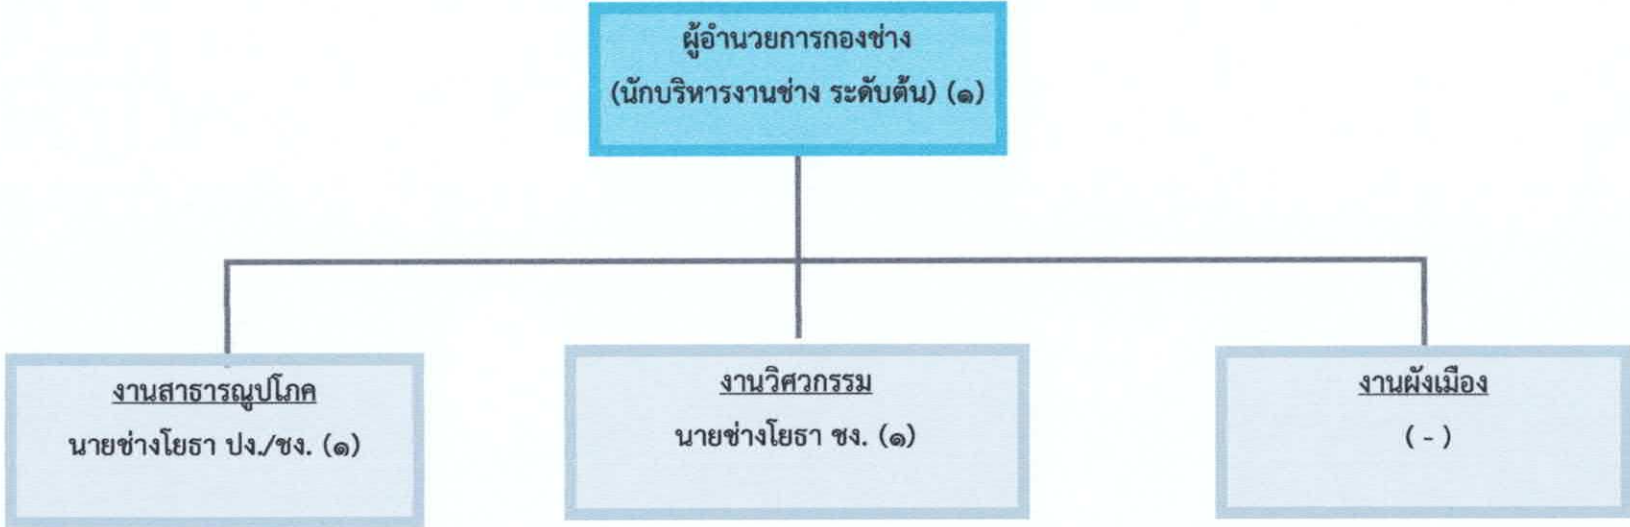 ผู้อำนวยการกองช่าง
(นักบริหารงานช่าง ระดับต้น) (๑)
งานสาธารณูปโภค
นายช่างโยธา ปง./ชง. (๑)
งานวิศวกรรม
นายช่างโยธา ชง. (๑)
งานผังเมือง
( - )